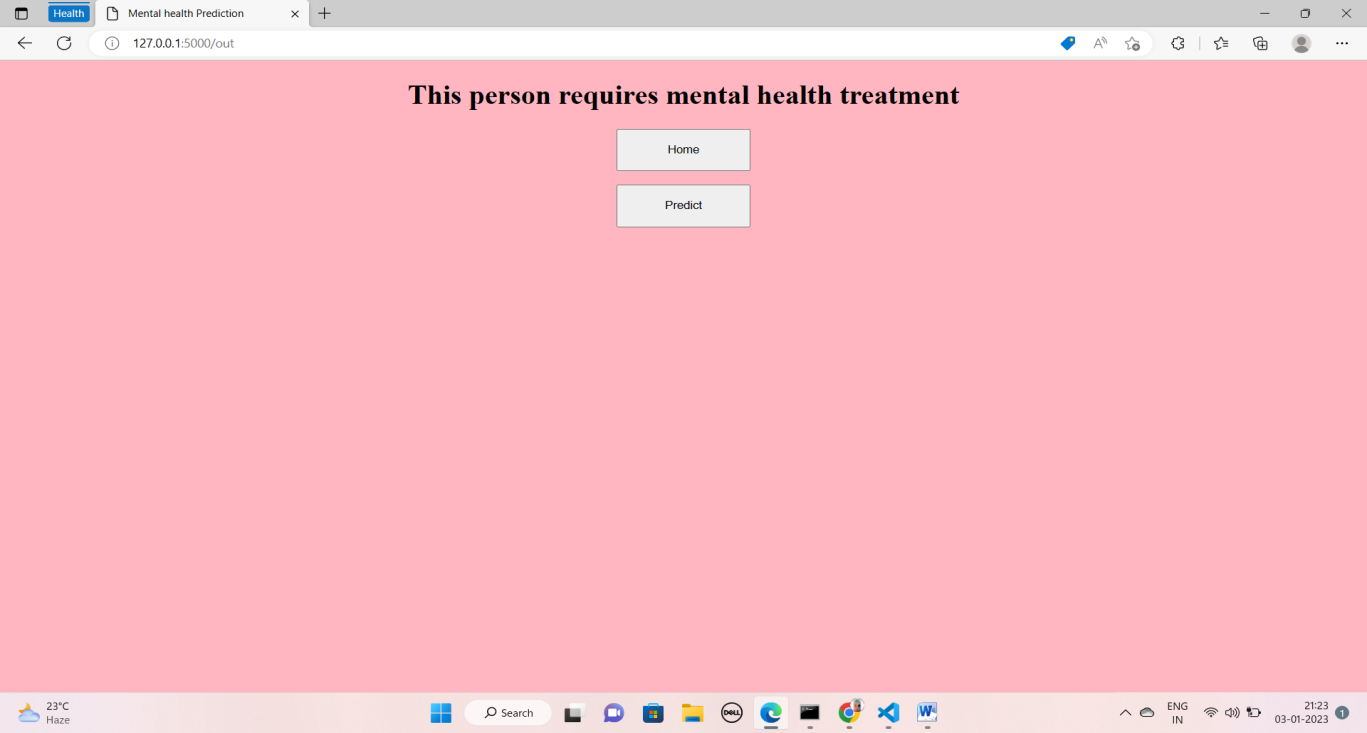 Health
Mental health Prediction
127.0.0.1:5000/out
This person requires mental health treatment
Home
Predict
23°C
Haze
Search
DELL
ENG
IN
21:23
03-01-2023
1